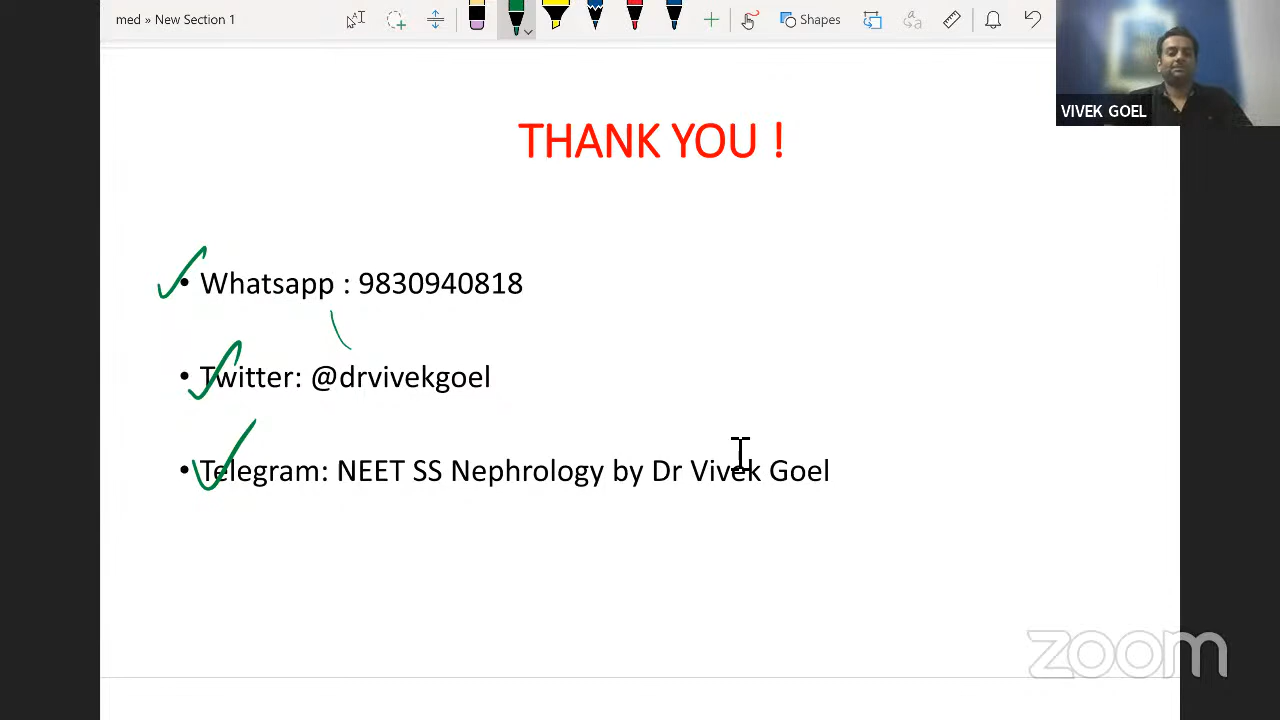 med » New Section 1
Shapes
VIVEK GOEL
THANK YOU !
• Whatsapp : 9830940818
• Twitter: @drvivekgoel
• Telegram: NEET SS Nephrology by Dr Vivek Goel
zoom